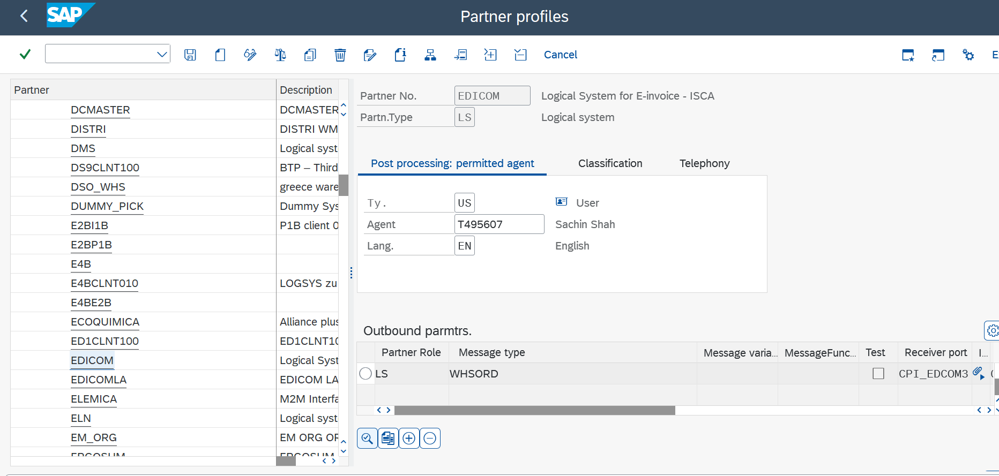 SAP
Partner profiles
Cancel
Partner Description
DCMASTER DCMASTER
DISTRI DISTRI WM
DMS Logical syst
DS9CLNT100 BTP – Third
DSO_WHS greece ware
DUMMY_PICK Dummy Sys
E2BI1B P1B client 0
E2BP1B
E4B
E4BCLNT010 LOGSYS zu
E4BE2B
ECOQUIMICA Alliance plus
ED1CLNT100 ED1CLNT10
EDICOM Logical Syst
EDICOMLA EDICOM LA
ELEMICA M2M Interfa
ELN Logical syst
EM_ORG EM ORG OR
Partner No. EDICOM Logical System for E-invoice - ISCA
Partn.Type LS Logical system
Post processing: permitted agent Classification Telephony
Ty. US User
Agent T495607 Sachin Shah
Lang. EN English
Outbound parmtrs.
Partner Role Message type Message varia... MessageFunc... Test Receiver port I...
LS WHSORD CPI_EDCOM3